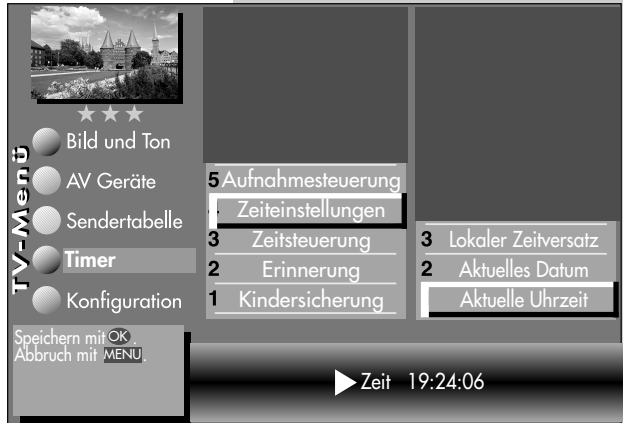 TV-Menü
Bild und Ton
AV Geräte
Sendertabelle
Timer
Konfiguration
5 Aufnahmesteuerung
Zeiteinstellungen
3 Zeitsteuerung
2 Erinnerung
1 Kindersicherung
3 Lokaler Zeitversatz
2 Aktuelles Datum
Aktuelle Uhrzeit
Speichern mit OK .
Abbruch mit MENU .
Zeit 19:24:06